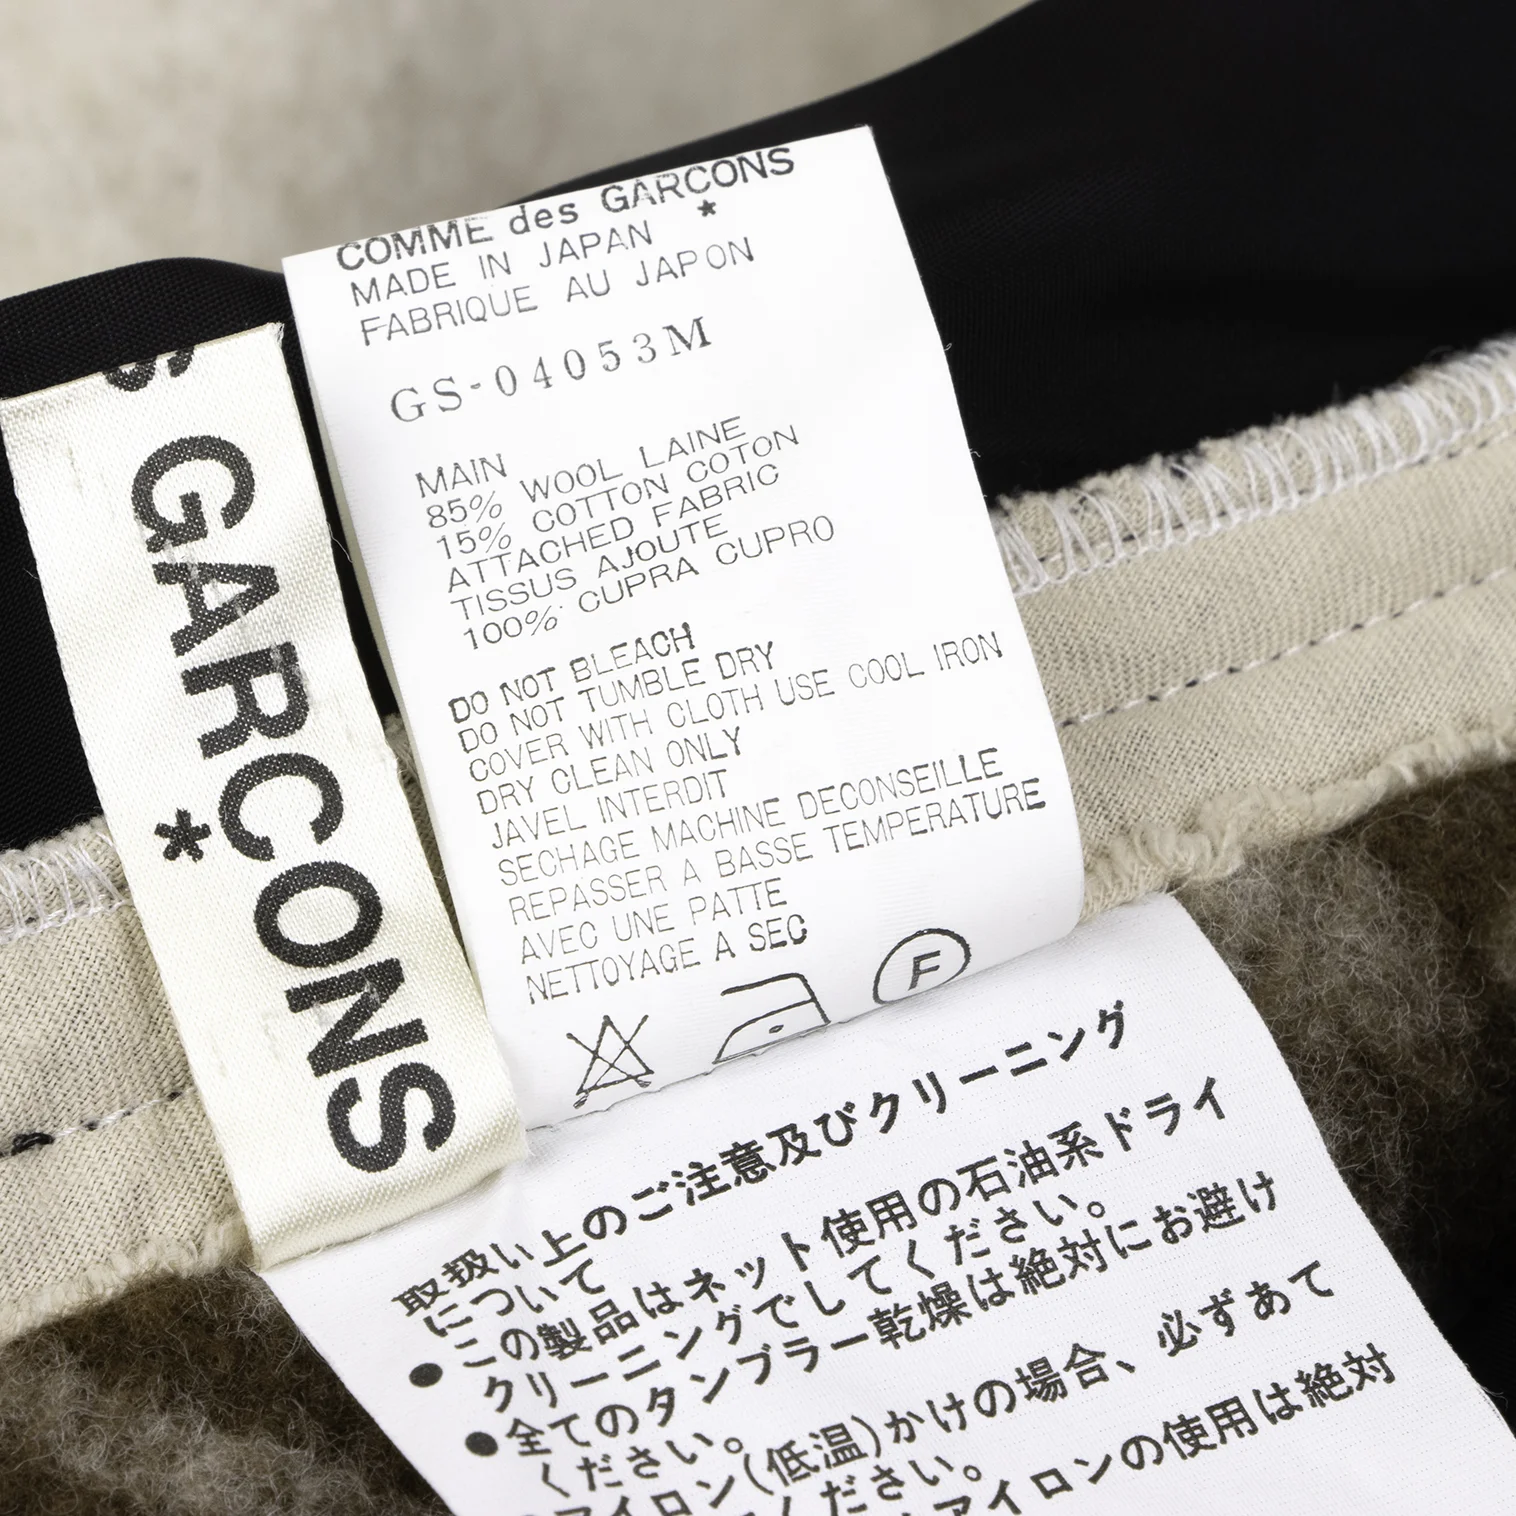 S GARCONS
*
COMME des GARCONS
*
MADE IN JAPAN
FABRIQUE AU JAPON
GS-04053M
MAIN
85% WOOL LAINE
15% COTTON COTON
ATTACHED FABRIC
TISSUS AJOUTE
100% CUPRA CUPRO
DO NOT BLEACH
DO NOT TUMBLE DRY
COVER WITH CLOTH USE COOL IRON
DRY CLEAN ONLY
JAVEL INTERDIT
SECHAGE MACHINE DECONSEILLE
REPASSER A BASSE TEMPERATURE
AVEC UNE PATTE
NETTOYAGE A SEC
F
取扱い上のご注意及びクリーニング
について
●この製品はネット使用の石油系ドライ
クリーニングでしてください。
●全てのタンブラー乾燥は絶対にお避け
ください。
アイロン(低温)かけの場合、必ずあて
ください。
アイロンの使用は絶対